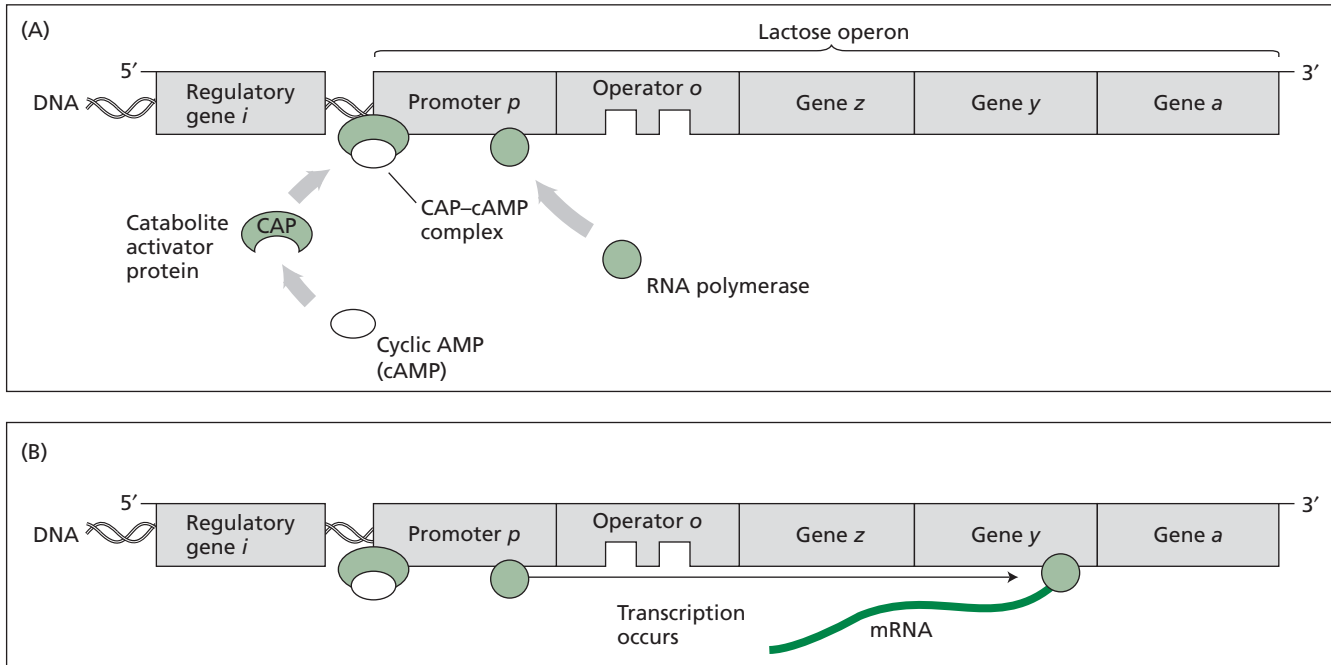 (A)
Lactose operon
5′
3′
DNA
Regulatory
gene i
Promoter p
Operator o
Gene z
Gene y
Gene a
CAP–cAMP
complex
Catabolite
activator
protein
CAP
RNA polymerase
Cyclic AMP
(cAMP)
(B)
5′
3′
DNA
Regulatory
gene i
Promoter p
Operator o
Gene z
Gene y
Gene a
Transcription
occurs
mRNA